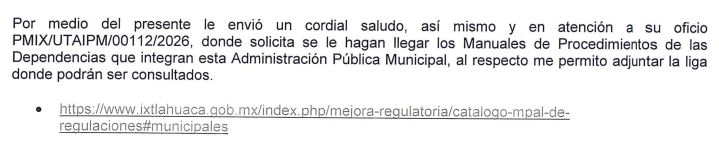 Por medio del presente le envió un cordial saludo, así mismo y en atención a su oficio
PMIX/UTAIPM/00112/2026, donde solicita se le hagan llegar los Manuales de Procedimientos de las
Dependencias que integran esta Administración Pública Municipal, al respecto me permito adjuntar la liga
donde podrán ser consultados.
• https://www.ixtlahuaca.gob.mx/index.php/mejora-regulatoria/catalogo-mpal-de-
regulaciones#municipales